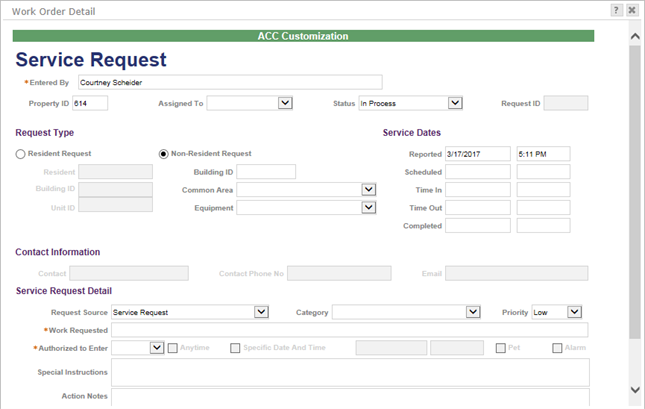 Work Order Detail
ACC Customization
Service Request
*Entered By Courtney Scheider
Property ID 614 Assigned To Status In Process Request ID
Request Type Service Dates
Resident Request Non-Resident Request Reported 3/17/2017 5:11 PM
Resident Building ID Scheduled
Building ID Common Area Time In
Unit ID Equipment Time Out
Completed
Contact Information
Contact Contact Phone No Email
Service Request Detail
Request Source Service Request Category Priority Low
*Work Requested
*Authorized to Enter Anytime Specific Date And Time Pet Alarm
Special Instructions
Action Notes